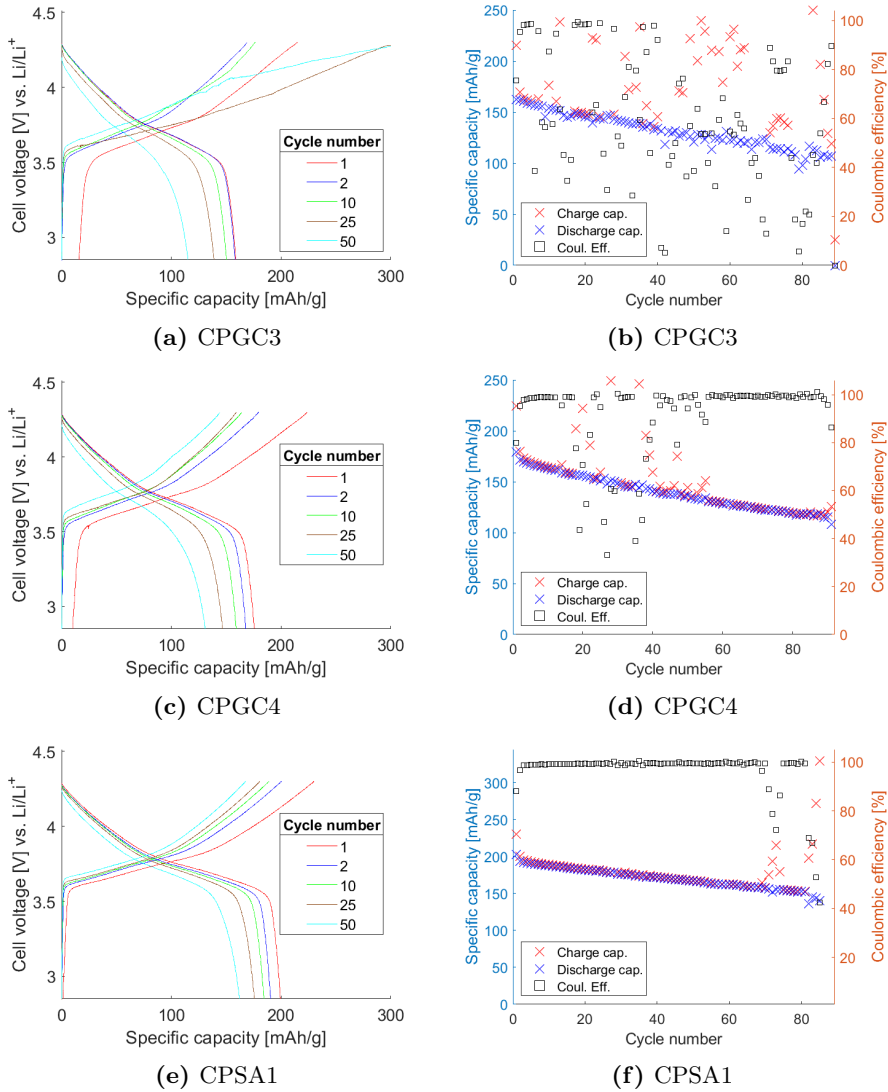 4.5
4
3.5
3
Cell voltage [V] vs. Li/Li+
0 100 200 300
Specific capacity [mAh/g]
Cycle number
1
2
10
25
50
(a) CPGC3
250
200
150
100
50
0
Specific capacity [mAh/g]
100
80
60
40
20
0
Coulombic efficiency [%]
Charge cap.
Discharge cap.
Coul. Eff.
0 20 40 60 80
Cycle number
(b) CPGC3
4.5
4
3.5
3
Cell voltage [V] vs. Li/Li+
0 100 200 300
Specific capacity [mAh/g]
Cycle number
1
2
10
25
50
(c) CPGC4
250
200
150
100
50
0
Specific capacity [mAh/g]
100
80
60
40
20
0
Coulombic efficiency [%]
Charge cap.
Discharge cap.
Coul. Eff.
0 20 40 60 80
Cycle number
(d) CPGC4
4.5
4
3.5
3
Cell voltage [V] vs. Li/Li+
0 100 200 300
Specific capacity [mAh/g]
Cycle number
1
2
10
25
50
(e) CPSA1
300
250
200
150
100
50
0
Specific capacity [mAh/g]
100
80
60
40
20
Coulombic efficiency [%]
Charge cap.
Discharge cap.
Coul. Eff.
0 20 40 60 80
Cycle number
(f) CPSA1